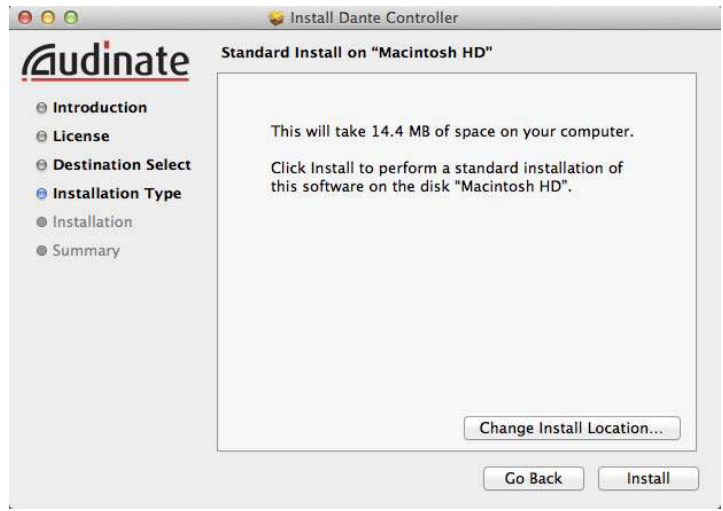 Install Dante Controller
Audinate
Standard Install on "Macintosh HD"
Introduction
License
Destination Select
Installation Type
Installation
Summary
This will take 14.4 MB of space on your computer.
Click Install to perform a standard installation of
this software on the disk "Macintosh HD".
Change Install Location...
Go Back
Install